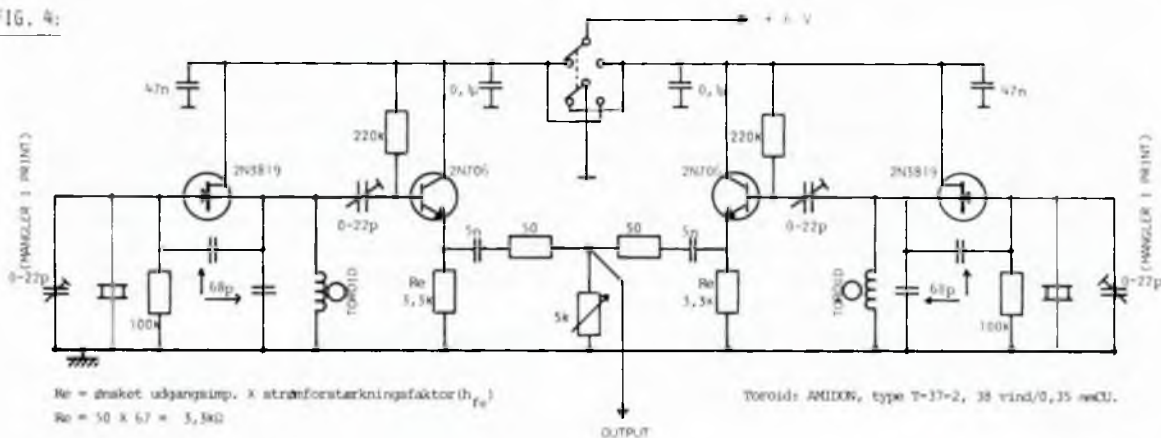 FIG. 4:
+ 6 V
47n
0,1µ
0,1µ
47n
220k
220k
2N3819
2N706
2N706
2N3819
(MANGLER I PRINT)
(MANGLER I PRINT)
0-22p
0-22p
5n
50
50
5n
0-22p
68p
TOROID
Re
3,3k
5k
Re
3,3k
TOROID
68p
0-22p
100k
100k
Re = ønsket udgangsimp. X strømforstærkningsfaktor(hfe)
Re = 50 X 67 = 3,3kΩ
Toroid: AMIDON, type T-37-2, 38 vind/0,35 mmCU.
OUTPUT